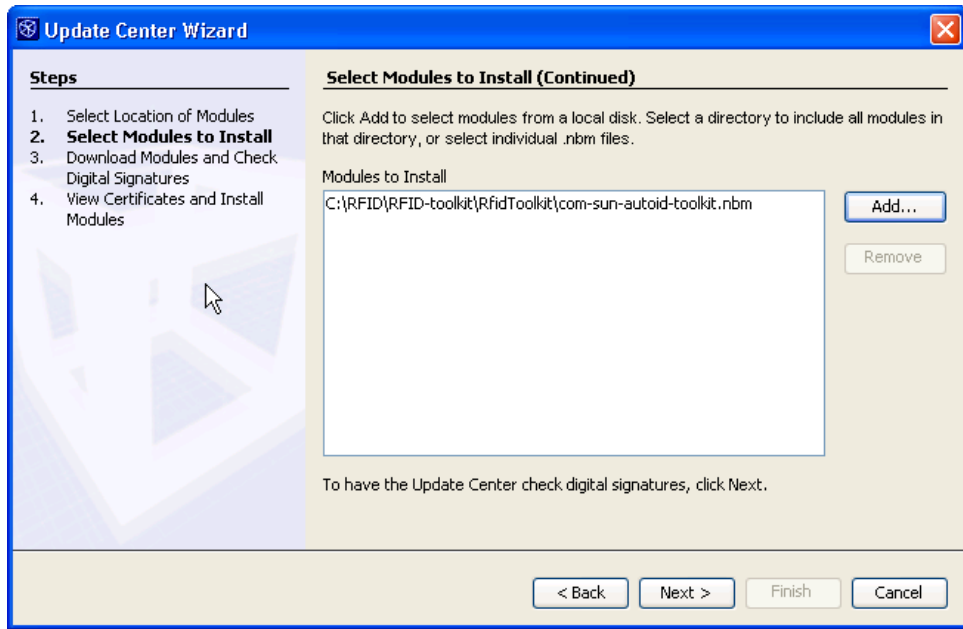 Update Center Wizard
Steps
1. Select Location of Modules
2. Select Modules to Install
3. Download Modules and Check
Digital Signatures
4. View Certificates and Install
Modules
Select Modules to Install (Continued)
Click Add to select modules from a local disk. Select a directory to include all modules in
that directory, or select individual .nbm files.
Modules to Install
C:\RFID\RFID-toolkit\RfidToolkit\com-sun-autoid-toolkit.nbm
Add...
Remove
To have the Update Center check digital signatures, click Next.
< Back
Next >
Finish
Cancel